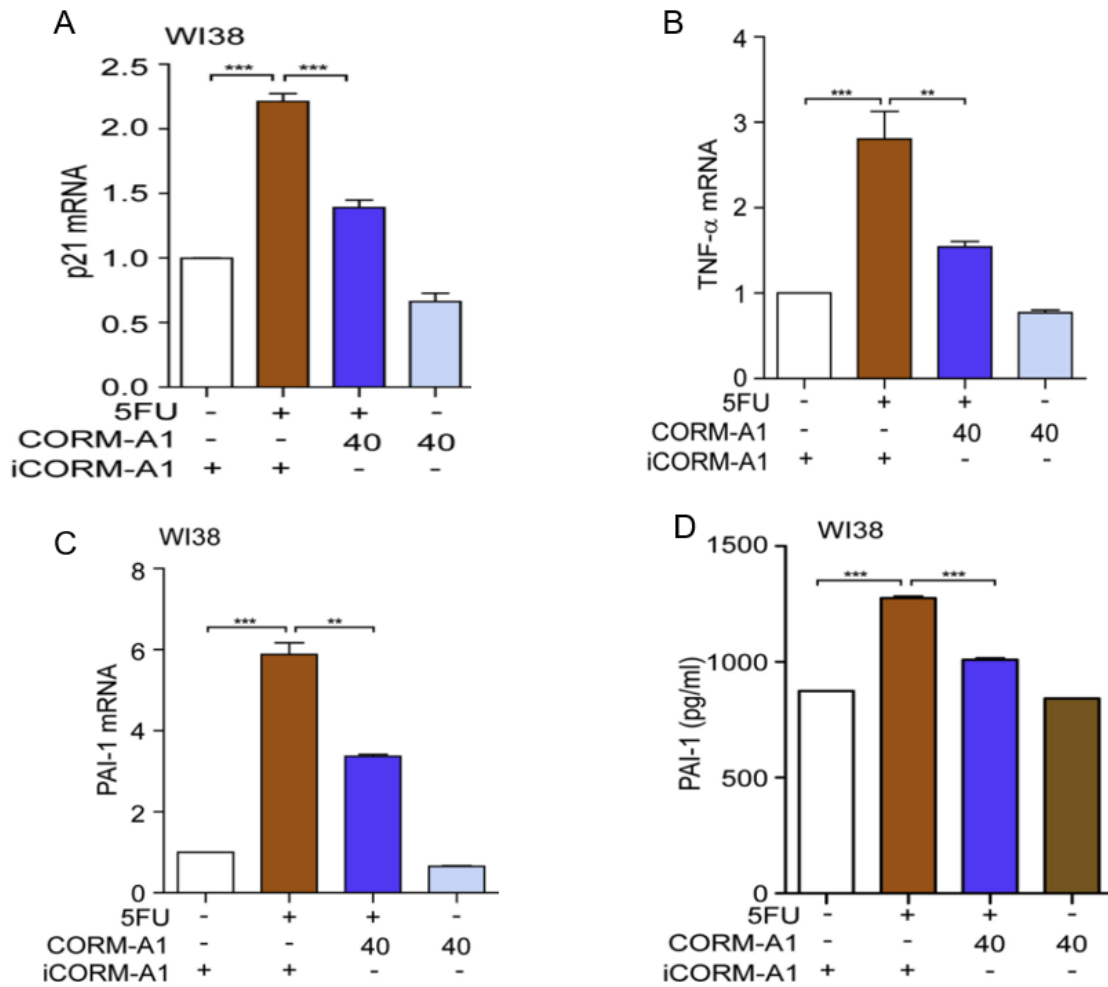 A
WI38
p21 mRNA
2.5
2.0
1.5
1.0
0.5
0.0
*** ***
5FU - + + -
CORM-A1 - - 40 40
iCORM-A1 + + - -
B
TNF-α mRNA
4
3
2
1
0
*** **
5FU - + + -
CORM-A1 - - 40 40
iCORM-A1 + + - -
C
WI38
PAI-1 mRNA
8
6
4
2
0
*** **
5FU - + + -
CORM-A1 - - 40 40
iCORM-A1 + + - -
D
WI38
PAI-1 (pg/ml)
1500
1000
500
0
*** ***
5FU - + + -
CORM-A1 - - 40 40
iCORM-A1 + + - -